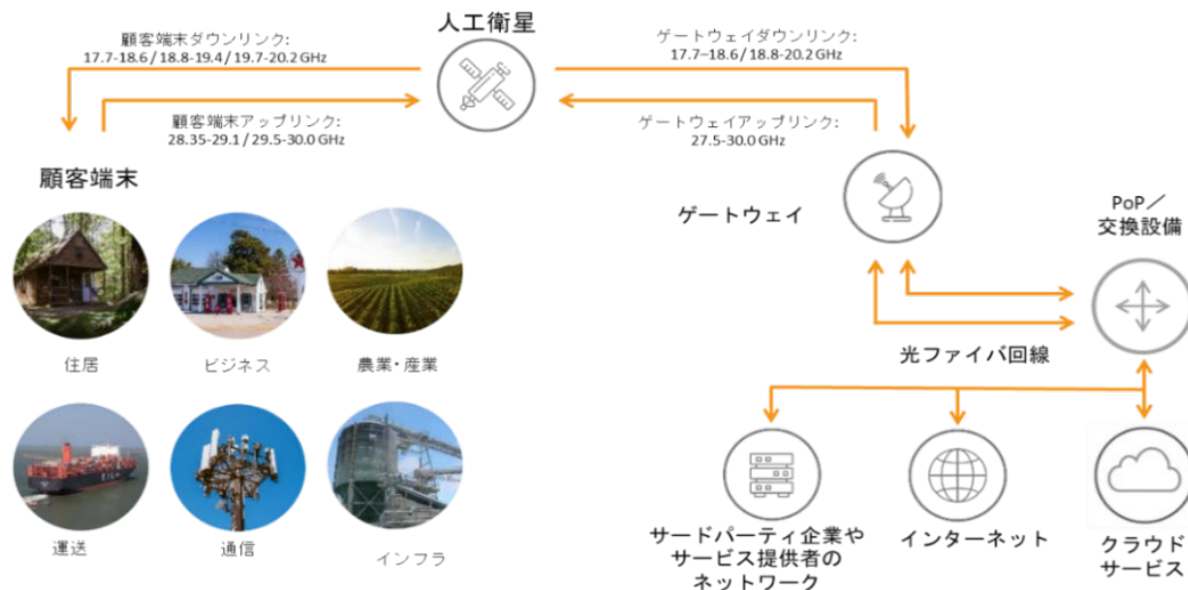 人工衛星
顧客端末ダウンリンク:
17.7-18.6 / 18.8-19.4 / 19.7-20.2 GHz
ゲートウェイダウンリンク:
17.7–18.6 / 18.8-20.2 GHz
顧客端末アップリンク:
28.35-29.1 / 29.5-30.0 GHz
ゲートウェイアップリンク:
27.5-30.0 GHz
顧客端末
ゲートウェイ
PoP／
交換設備
住居
ビジネス
農業・産業
光ファイバ回線
運送
通信
インフラ
サードパーティ企業や
サービス提供者の
ネットワーク
インターネット
クラウド
サービス